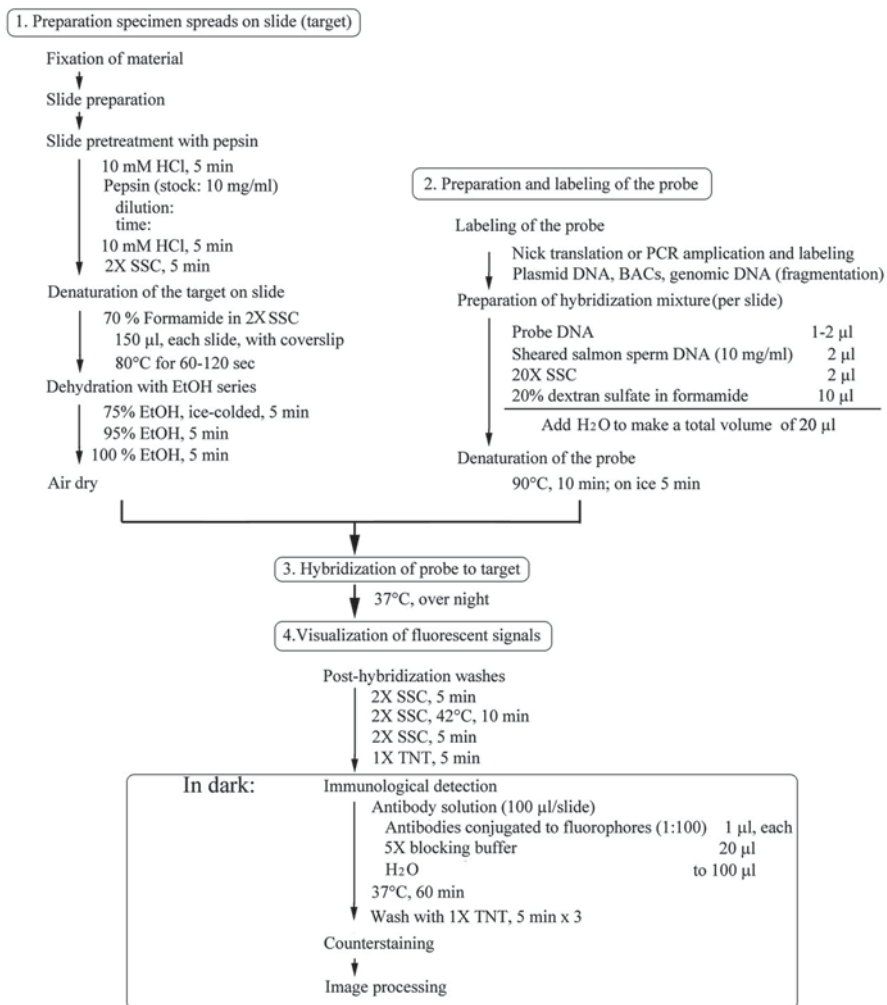 1. Preparation specimen spreads on slide (target)
Fixation of material
Slide preparation
Slide pretreatment with pepsin
10 mM HCl, 5 min
Pepsin (stock: 10 mg/ml)
dilution:
time:
10 mM HCl, 5 min
2X SSC, 5 min
Denaturation of the target on slide
70 % Formamide in 2X SSC
150 µl, each slide, with coverslip
80°C for 60-120 sec
Dehydration with EtOH series
75% EtOH, ice-colded, 5 min
95% EtOH, 5 min
100 % EtOH, 5 min
Air dry
2. Preparation and labeling of the probe
Labeling of the probe
Nick translation or PCR amplication and labeling
Plasmid DNA, BACs, genomic DNA (fragmentation)
Preparation of hybridization mixture (per slide)
Probe DNA 1-2 µl
Sheared salmon sperm DNA (10 mg/ml) 2 µl
20X SSC 2 µl
20% dextran sulfate in formamide 10 µl
Add H2O to make a total volume of 20 µl
Denaturation of the probe
90°C, 10 min; on ice 5 min
3. Hybridization of probe to target
37°C, over night
4.Visualization of fluorescent signals
Post-hybridization washes
2X SSC, 5 min
2X SSC, 42°C, 10 min
2X SSC, 5 min
1X TNT, 5 min
In dark:
Immunological detection
Antibody solution (100 µl/slide)
Antibodies conjugated to fluorophores (1:100) 1 µl, each
5X blocking buffer 20 µl
H2O to 100 µl
37°C, 60 min
Wash with 1X TNT, 5 min x 3
Counterstaining
Image processing